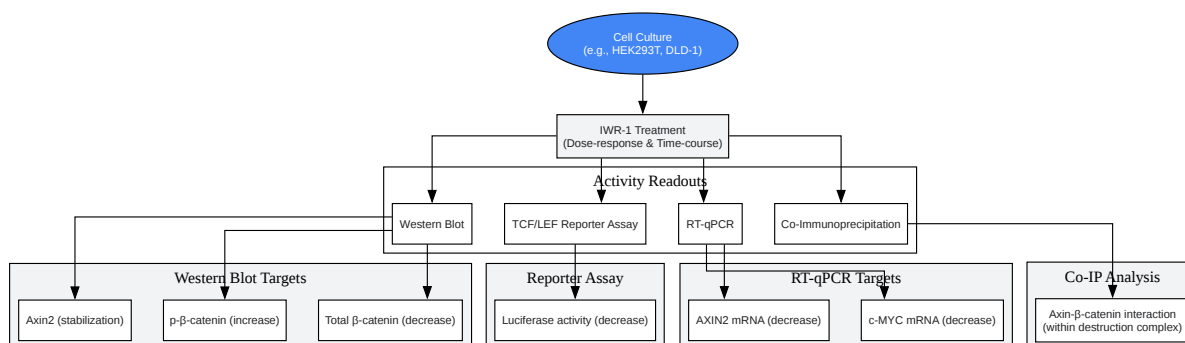 Cell Culture
(e.g., HEK293T, DLD-1)
IWR-1 Treatment
(Dose-response & Time-course)
Activity Readouts
Western Blot
TCF/LEF Reporter Assay
RT-qPCR
Co-Immunoprecipitation
Western Blot Targets
Reporter Assay
RT-qPCR Targets
Co-IP Analysis
Axin2 (stabilization)
p-β-catenin (increase)
Total β-catenin (decrease)
Luciferase activity (decrease)
AXIN2 mRNA (decrease)
c-MYC mRNA (decrease)
Axin-β-catenin interaction
(within destruction complex)